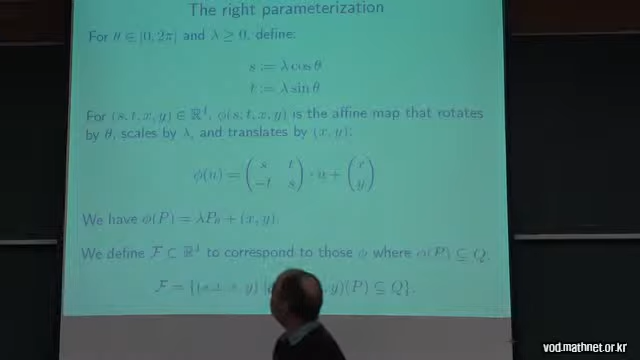 The right parameterization
For θ ∈ [0, 2π] and λ ≥ 0, define:
s := λ cos θ
t := λ sin θ
For (s, t, x, y) ∈ ℝ⁴, φ(s, t, x, y) is the affine map that rotates
by θ, scales by λ, and translates by (x, y):
φ(u) = ( s t ; −t s ) · u + ( x ; y )
We have φ(P) = λP_θ + (x, y)
We define F ⊂ ℝ⁴ to correspond to those φ where φ(P) ⊆ Q.
F = {(s, t, x, y) | y)(P) ⊆ Q}.
vod.mathnet.or.kr